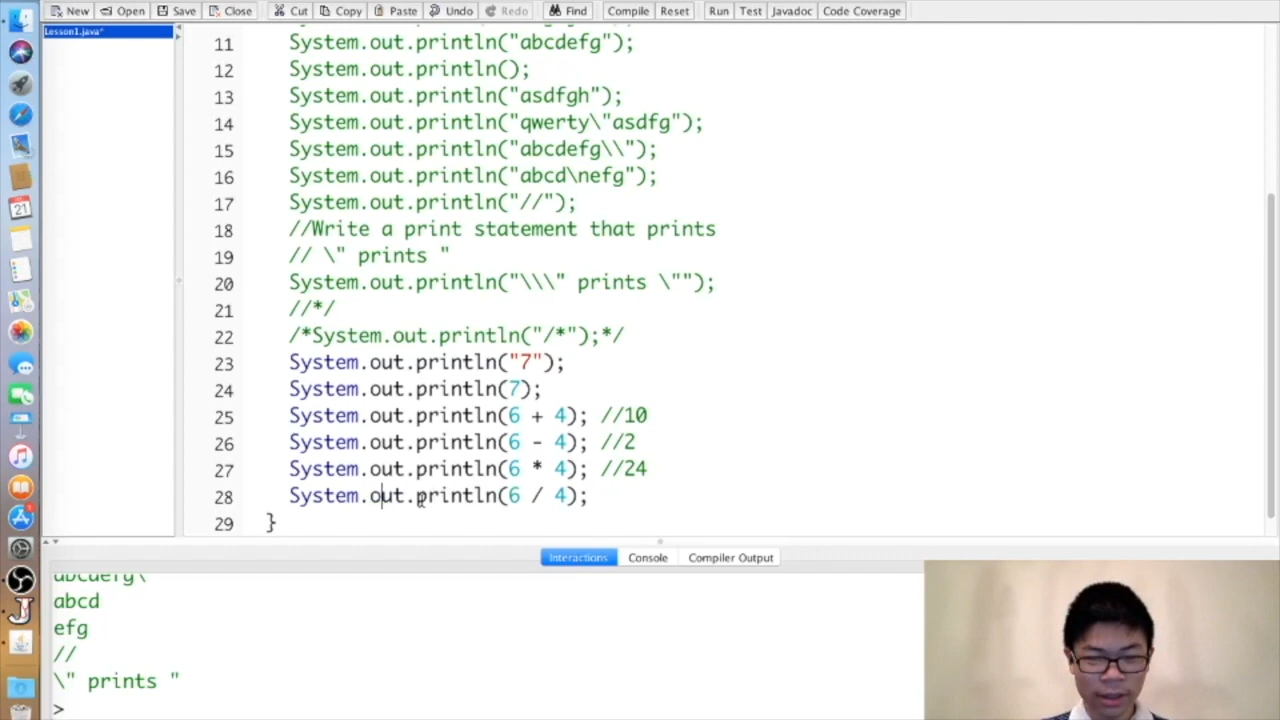 New Open Save Close Cut Copy Paste Undo Redo Find Compile Reset Run Test Javadoc Code Coverage
Lesson1.java*
11 System.out.println("abcdefg");
12 System.out.println();
13 System.out.println("asdfgh");
14 System.out.println("qwerty\"asdfg");
15 System.out.println("abcdefg\\");
16 System.out.println("abcd\nefg");
17 System.out.println("//");
18 //Write a print statement that prints
19 // \" prints "
20 System.out.println("\\\" prints \"");
21 //*/
22 /*System.out.println("/*");*/
23 System.out.println("7");
24 System.out.println(7);
25 System.out.println(6 + 4); //10
26 System.out.println(6 - 4); //2
27 System.out.println(6 * 4); //24
28 System.out.println(6 / 4);
29 }
Interactions Console Compiler Output
abcdefg\
abcd
efg
//
\" prints "
>
21